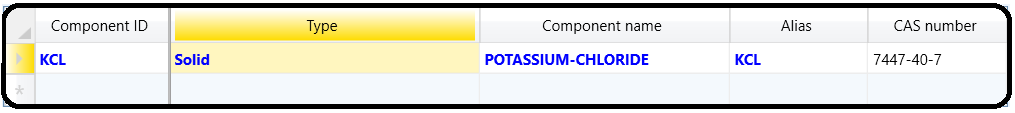 Component ID Type Component name Alias CAS number
KCL Solid POTASSIUM-CHLORIDE KCL 7447-40-7